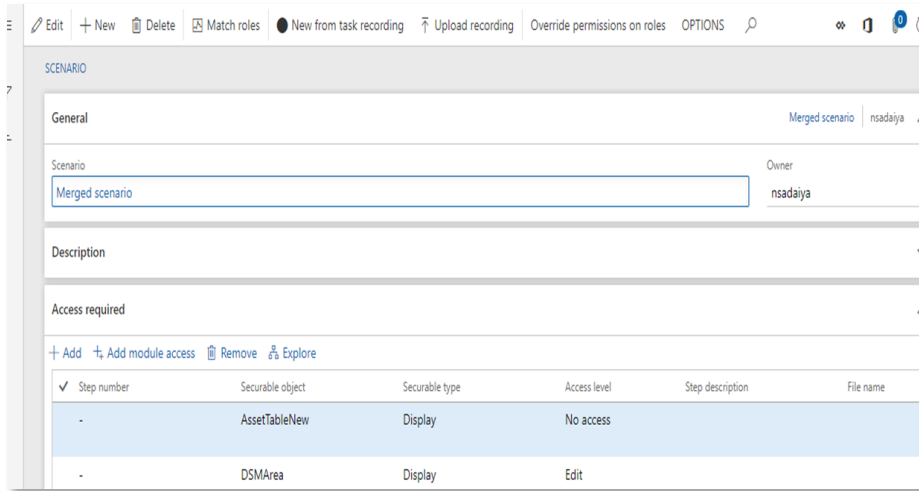 Edit New Delete Match roles New from task recording Upload recording Override permissions on roles OPTIONS 0
SCENARIO
General Merged scenario nsadaiya
Scenario Owner
Merged scenario nsadaiya
Description
Access required
Add Add module access Remove Explore
Step number Securable object Securable type Access level Step description File name
- AssetTableNew Display No access
- DSMArea Display Edit